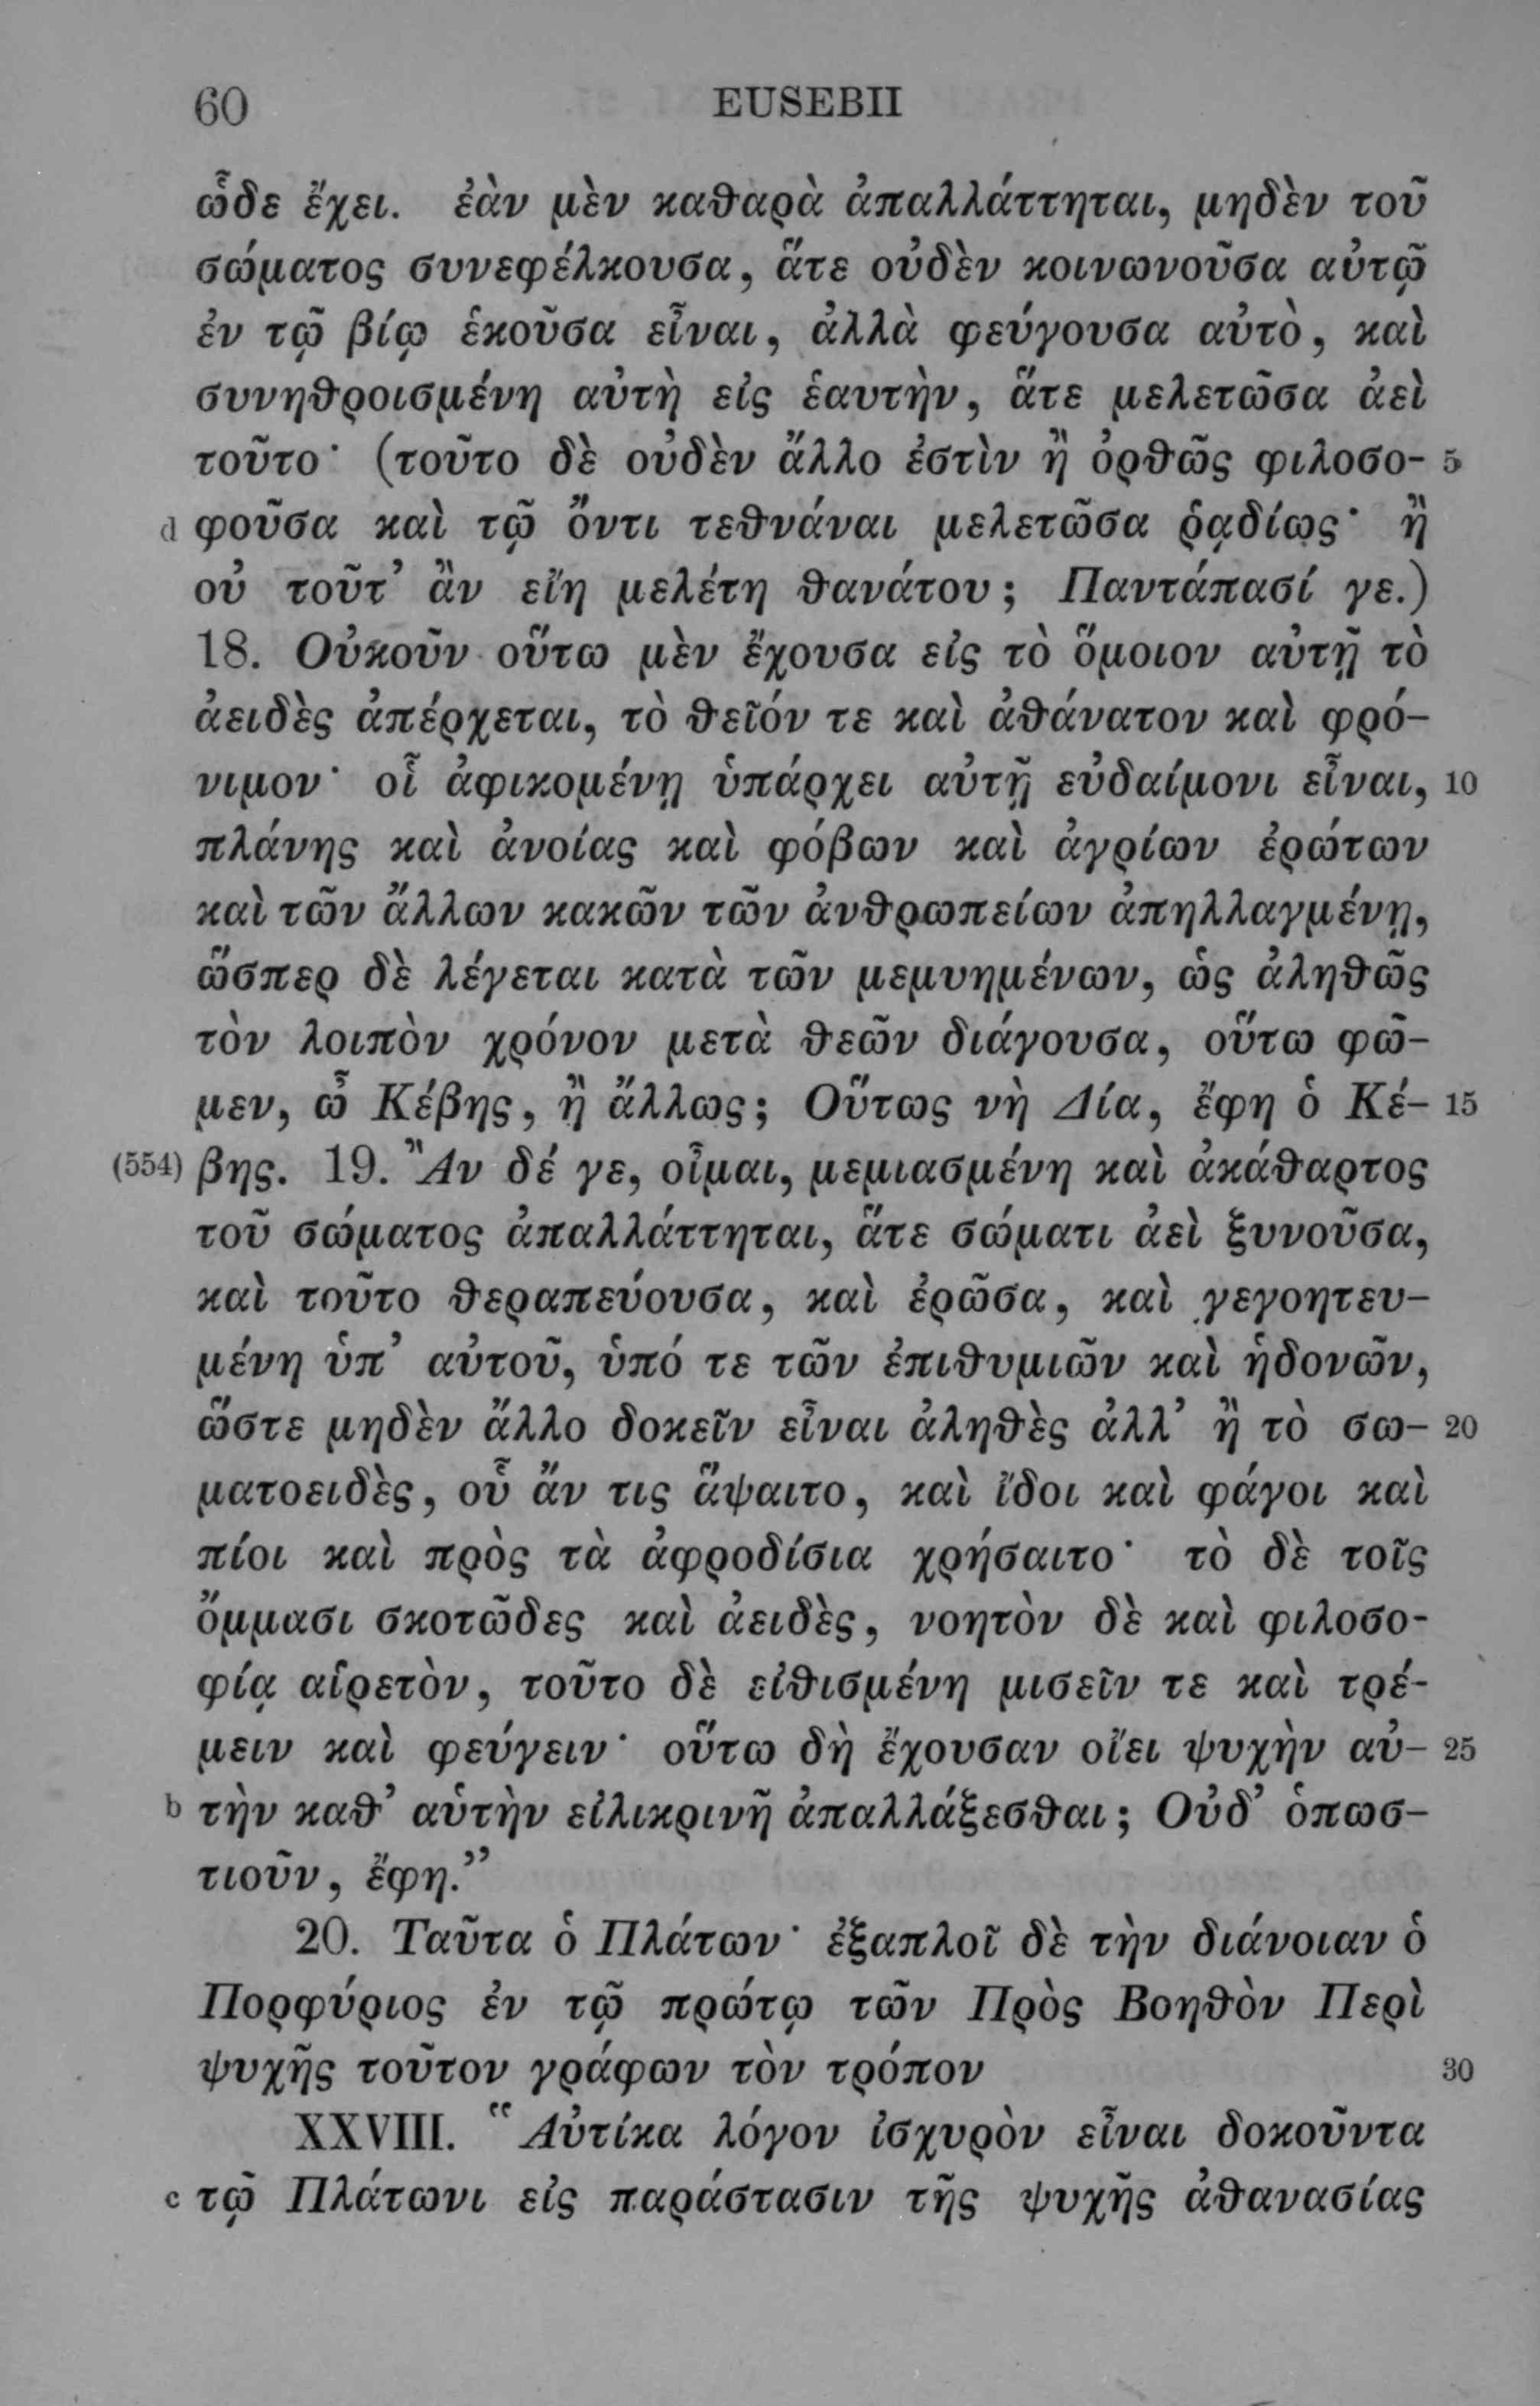 60 EUSEBII
ὧδε ἔχει. ἐὰν μὲν καθαρὰ ἀπαλλάττηται, μηδὲν τοῦ
σώματος συνεφέλκουσα, ἅτε οὐδὲν κοινωνοῦσα αὐτῷ
ἐν τῷ βίῳ ἑκοῦσα εἶναι, ἀλλὰ φεύγουσα αὐτὸ, καὶ
συνηθροισμένη αὐτὴ εἰς ἑαυτὴν, ἅτε μελετῶσα ἀεὶ
τοῦτο· (τοῦτο δὲ οὐδὲν ἄλλο ἐστὶν ἢ ὀρθῶς φιλοσο- 5
d φοῦσα καὶ τῷ ὄντι τεθνάναι μελετῶσα ῥᾳδίως· ἢ
οὐ τοῦτ’ ἂν εἴη μελέτη θανάτου; Παντάπασί γε.)
18. Οὐκοῦν οὕτω μὲν ἔχουσα εἰς τὸ ὅμοιον αὐτῇ τὸ
ἀειδὲς ἀπέρχεται, τὸ θεῖόν τε καὶ ἀθάνατον καὶ φρό-
νιμον· οἷ ἀφικομένῃ ὑπάρχει αὐτῇ εὐδαίμονι εἶναι, 10
πλάνης καὶ ἀνοίας καὶ φόβων καὶ ἀγρίων ἐρώτων
καὶ τῶν ἄλλων κακῶν τῶν ἀνθρωπείων ἀπηλλαγμένῃ,
ὥσπερ δὲ λέγεται κατὰ τῶν μεμυημένων, ὡς ἀληθῶς
τὸν λοιπὸν χρόνον μετὰ θεῶν διάγουσα, οὕτω φῶ-
μεν, ὦ Κέβης, ἢ ἄλλως; Οὕτως νὴ Δία, ἔφη ὁ Κέ- 15
(554) βης. 19. Ἂν δέ γε, οἶμαι, μεμιασμένη καὶ ἀκάθαρτος
τοῦ σώματος ἀπαλλάττηται, ἅτε σώματι ἀεὶ ξυνοῦσα,
καὶ τοῦτο θεραπεύουσα, καὶ ἐρῶσα, καὶ γεγοητευ-
μένη ὑπ’ αὐτοῦ, ὑπό τε τῶν ἐπιθυμιῶν καὶ ἡδονῶν,
ὥστε μηδὲν ἄλλο δοκεῖν εἶναι ἀληθὲς ἀλλ’ ἢ τὸ σω- 20
ματοειδὲς, οὗ ἄν τις ἅψαιτο, καὶ ἴδοι καὶ φάγοι καὶ
πίοι καὶ πρὸς τὰ ἀφροδίσια χρήσαιτο· τὸ δὲ τοῖς
ὄμμασι σκοτῶδες καὶ ἀειδὲς, νοητὸν δὲ καὶ φιλοσο-
φίᾳ αἱρετὸν, τοῦτο δὲ εἰθισμένη μισεῖν τε καὶ τρέ-
μειν καὶ φεύγειν· οὕτω δὴ ἔχουσαν οἴει ψυχὴν αὐ- 25
b τὴν καθ’ αὑτὴν εἰλικρινῆ ἀπαλλάξεσθαι; Οὐδ’ ὁπωσ-
τιοῦν, ἔφη.”
20. Ταῦτα ὁ Πλάτων· ἐξαπλοῖ δὲ τὴν διάνοιαν ὁ
Πορφύριος ἐν τῷ πρώτῳ τῶν Πρὸς Βοηθὸν Περὶ
ψυχῆς τοῦτον γράφων τὸν τρόπον 30
XXVIII. “Αὐτίκα λόγον ἰσχυρὸν εἶναι δοκοῦντα
c τῷ Πλάτωνι εἰς παράστασιν τῆς ψυχῆς ἀθανασίας